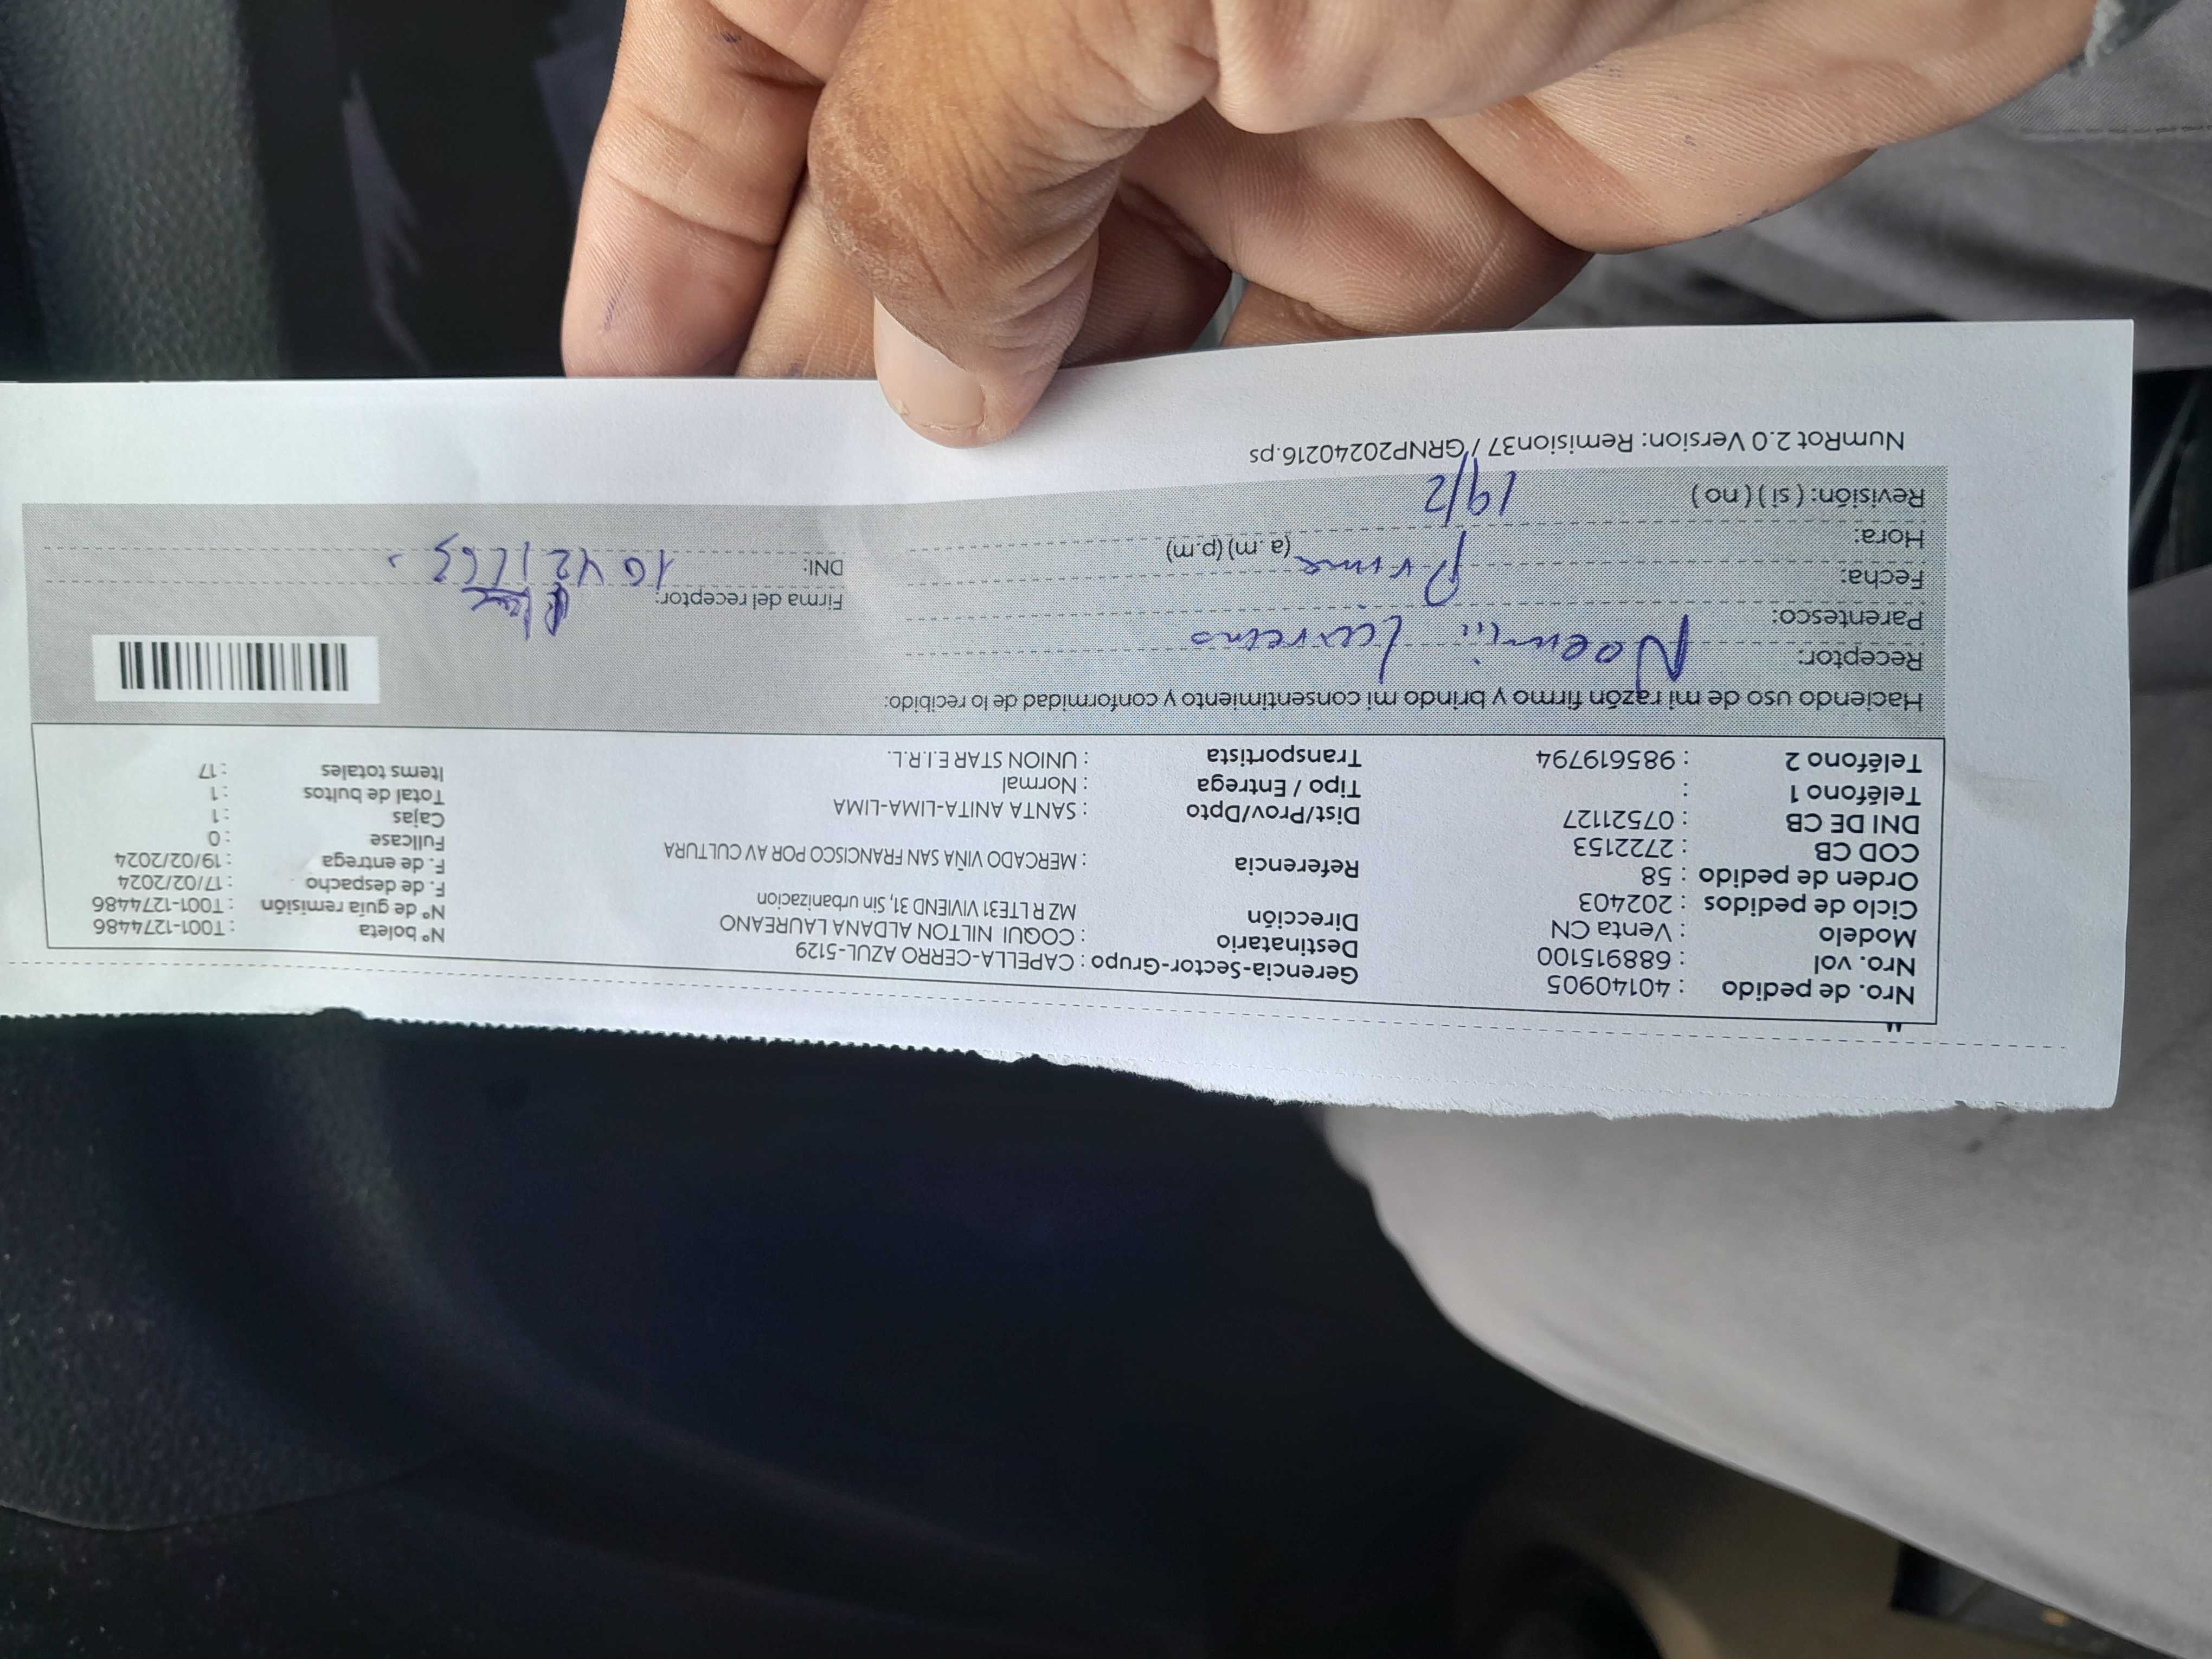 Nro. de pedido : 40140905
Nro. vol : 688915100
Modelo : Venta CN
Ciclo de pedidos : 202403
Orden de pedido : 58
COD CB : 2722153
DNI DE CB : 07521127
Teléfono 1 :
Teléfono 2 : 985619794
Gerencia-Sector-Grupo : CAPELLA-CERRO AZUL-5129
Destinatario : COQUI NILTON ALDANA LAUREANO
Dirección MZ R LTE31 VIVIEND 31, Sin urbanizacion
Referencia : MERCADO VIÑA SAN FRANCISCO POR AV CULTURA
Dist/Prov/Dpto : SANTA ANITA-LIMA-LIMA
Tipo / Entrega : Normal
Transportista : UNION STAR E.I.R.L.
N° boleta : T001-1274486
N° de guía remisión : T001-1274486
F. de despacho : 17/02/2024
F. de entrega : 19/02/2024
Fullcase : 0
Cajas : 1
Total de bultos : 1
Items totales : 17
Haciendo uso de mi razón firmo y brindo mi consentimiento y conformidad de lo recibido:
Receptor: Noemi Laureano
Parentesco: Prima
Fecha: 19/2
Hora: (a.m) (p.m)
Revisión: ( si ) ( no )
Firma del receptor:
DNI:
NumRot 2.0 Version: Remision37 / GRNP20240216.ps